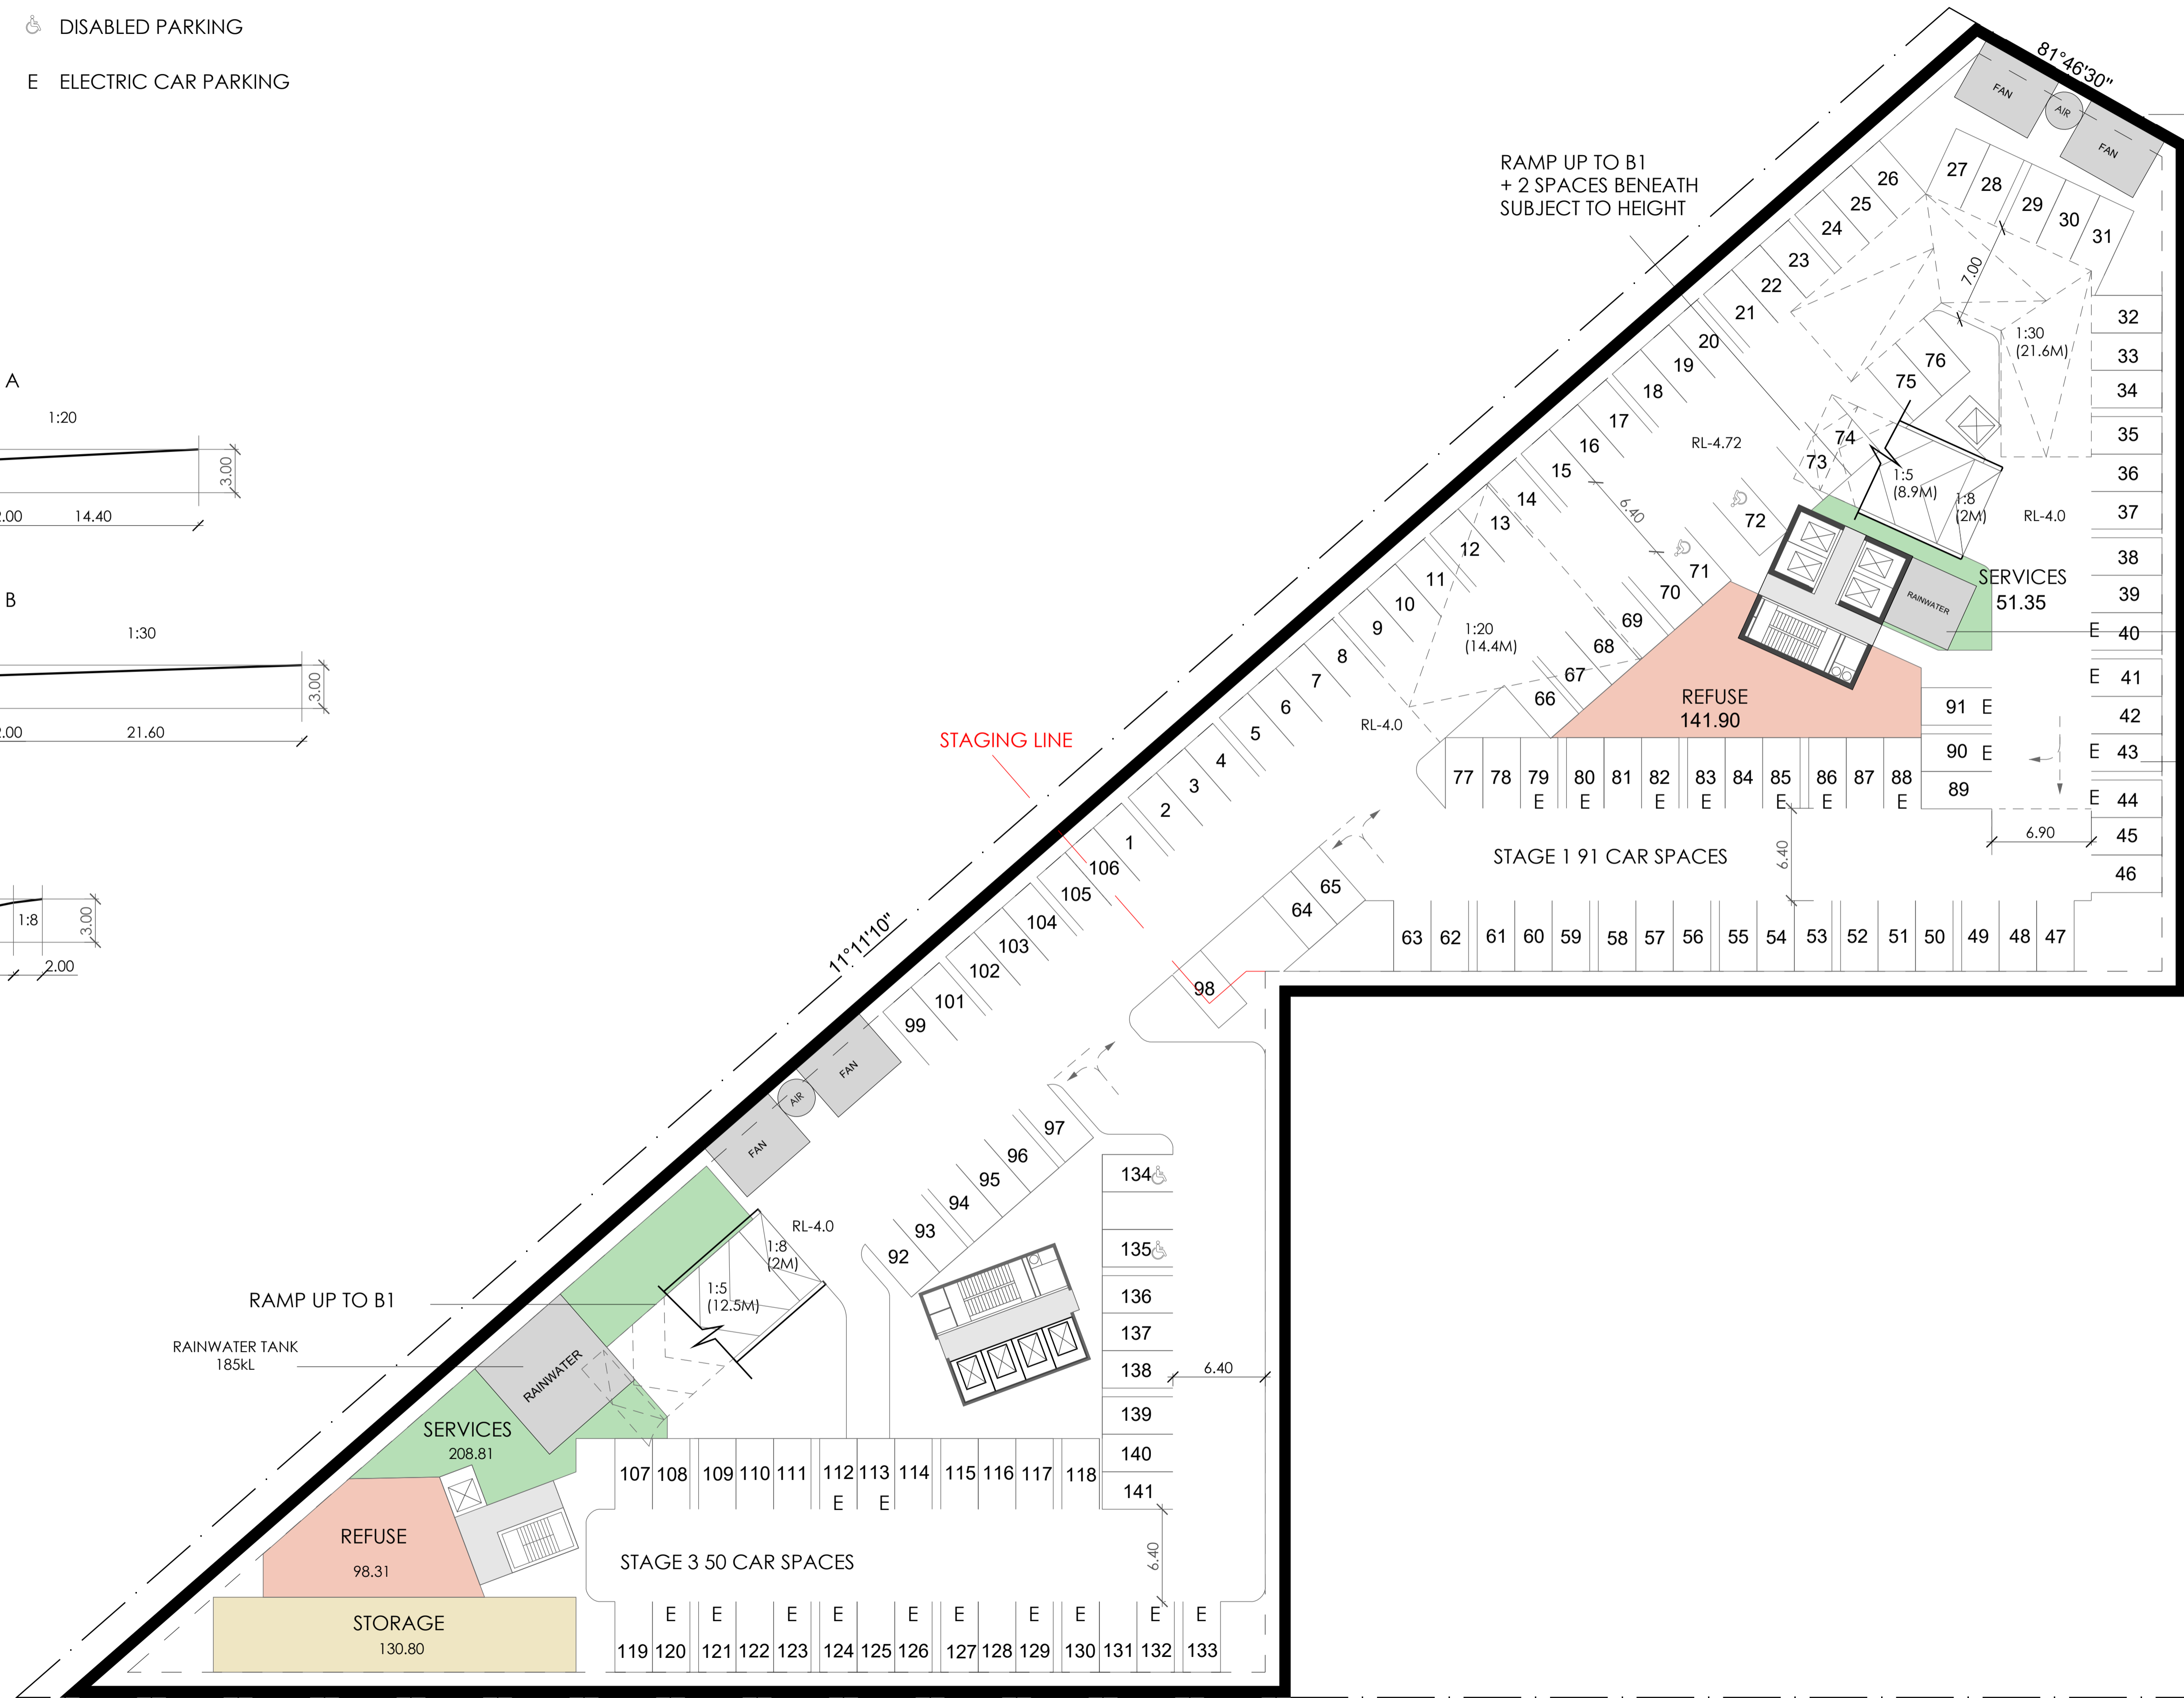 DISABLED PARKING
E ELECTRIC CAR PARKING
81°46'30"
FAN
AIR
FAN
RAMP UP TO B1
+ 2 SPACES BENEATH
SUBJECT TO HEIGHT
27
28
29
30
31
26
25
24
23
22
21
20
19
18
17
16
15
14
13
12
11
10
9
8
7
6
5
4
3
2
1
7.00
1:30
(21.6M)
32
33
34
35
36
37
38
39
E 40
E 41
42
E 43
E 44
45
46
76
75
74
73
72
71
70
69
68
67
66
RL-4.72
6.40
1:5
(8.9M)
1:8
(2M)
RL-4.0
SERVICES
51.35
RAINWATER
REFUSE
141.90
1:20
(14.4M)
RL-4.0
91 E
90 E
89
77 78 79 80 81 82 83 84 85 86 87 88
E E E E E E E
6.90
STAGE 1 91 CAR SPACES
6.40
65
64
63 62 61 60 59 58 57 56 55 54 53 52 51 50 49 48 47
A
1:20
3.00
2.00 14.40
B
1:30
3.00
2.00 21.60
1:8
3.00
2.00
STAGING LINE
11°11'10"
106
105
104
103
102
101
99
98
FAN
AIR
FAN
97
96
95
94
93
92
134
135
136
137
138
139
140
141
6.40
RL-4.0
1:8
(2M)
1:5
(12.5M)
RAMP UP TO B1
RAINWATER TANK
185kL
RAINWATER
SERVICES
208.81
REFUSE
98.31
STORAGE
130.80
107 108 109 110 111 112 113 114 115 116 117 118
E E
STAGE 3 50 CAR SPACES
6.40
E E E E E E E E E E
119 120 121 122 123 124 125 126 127 128 129 130 131 132 133